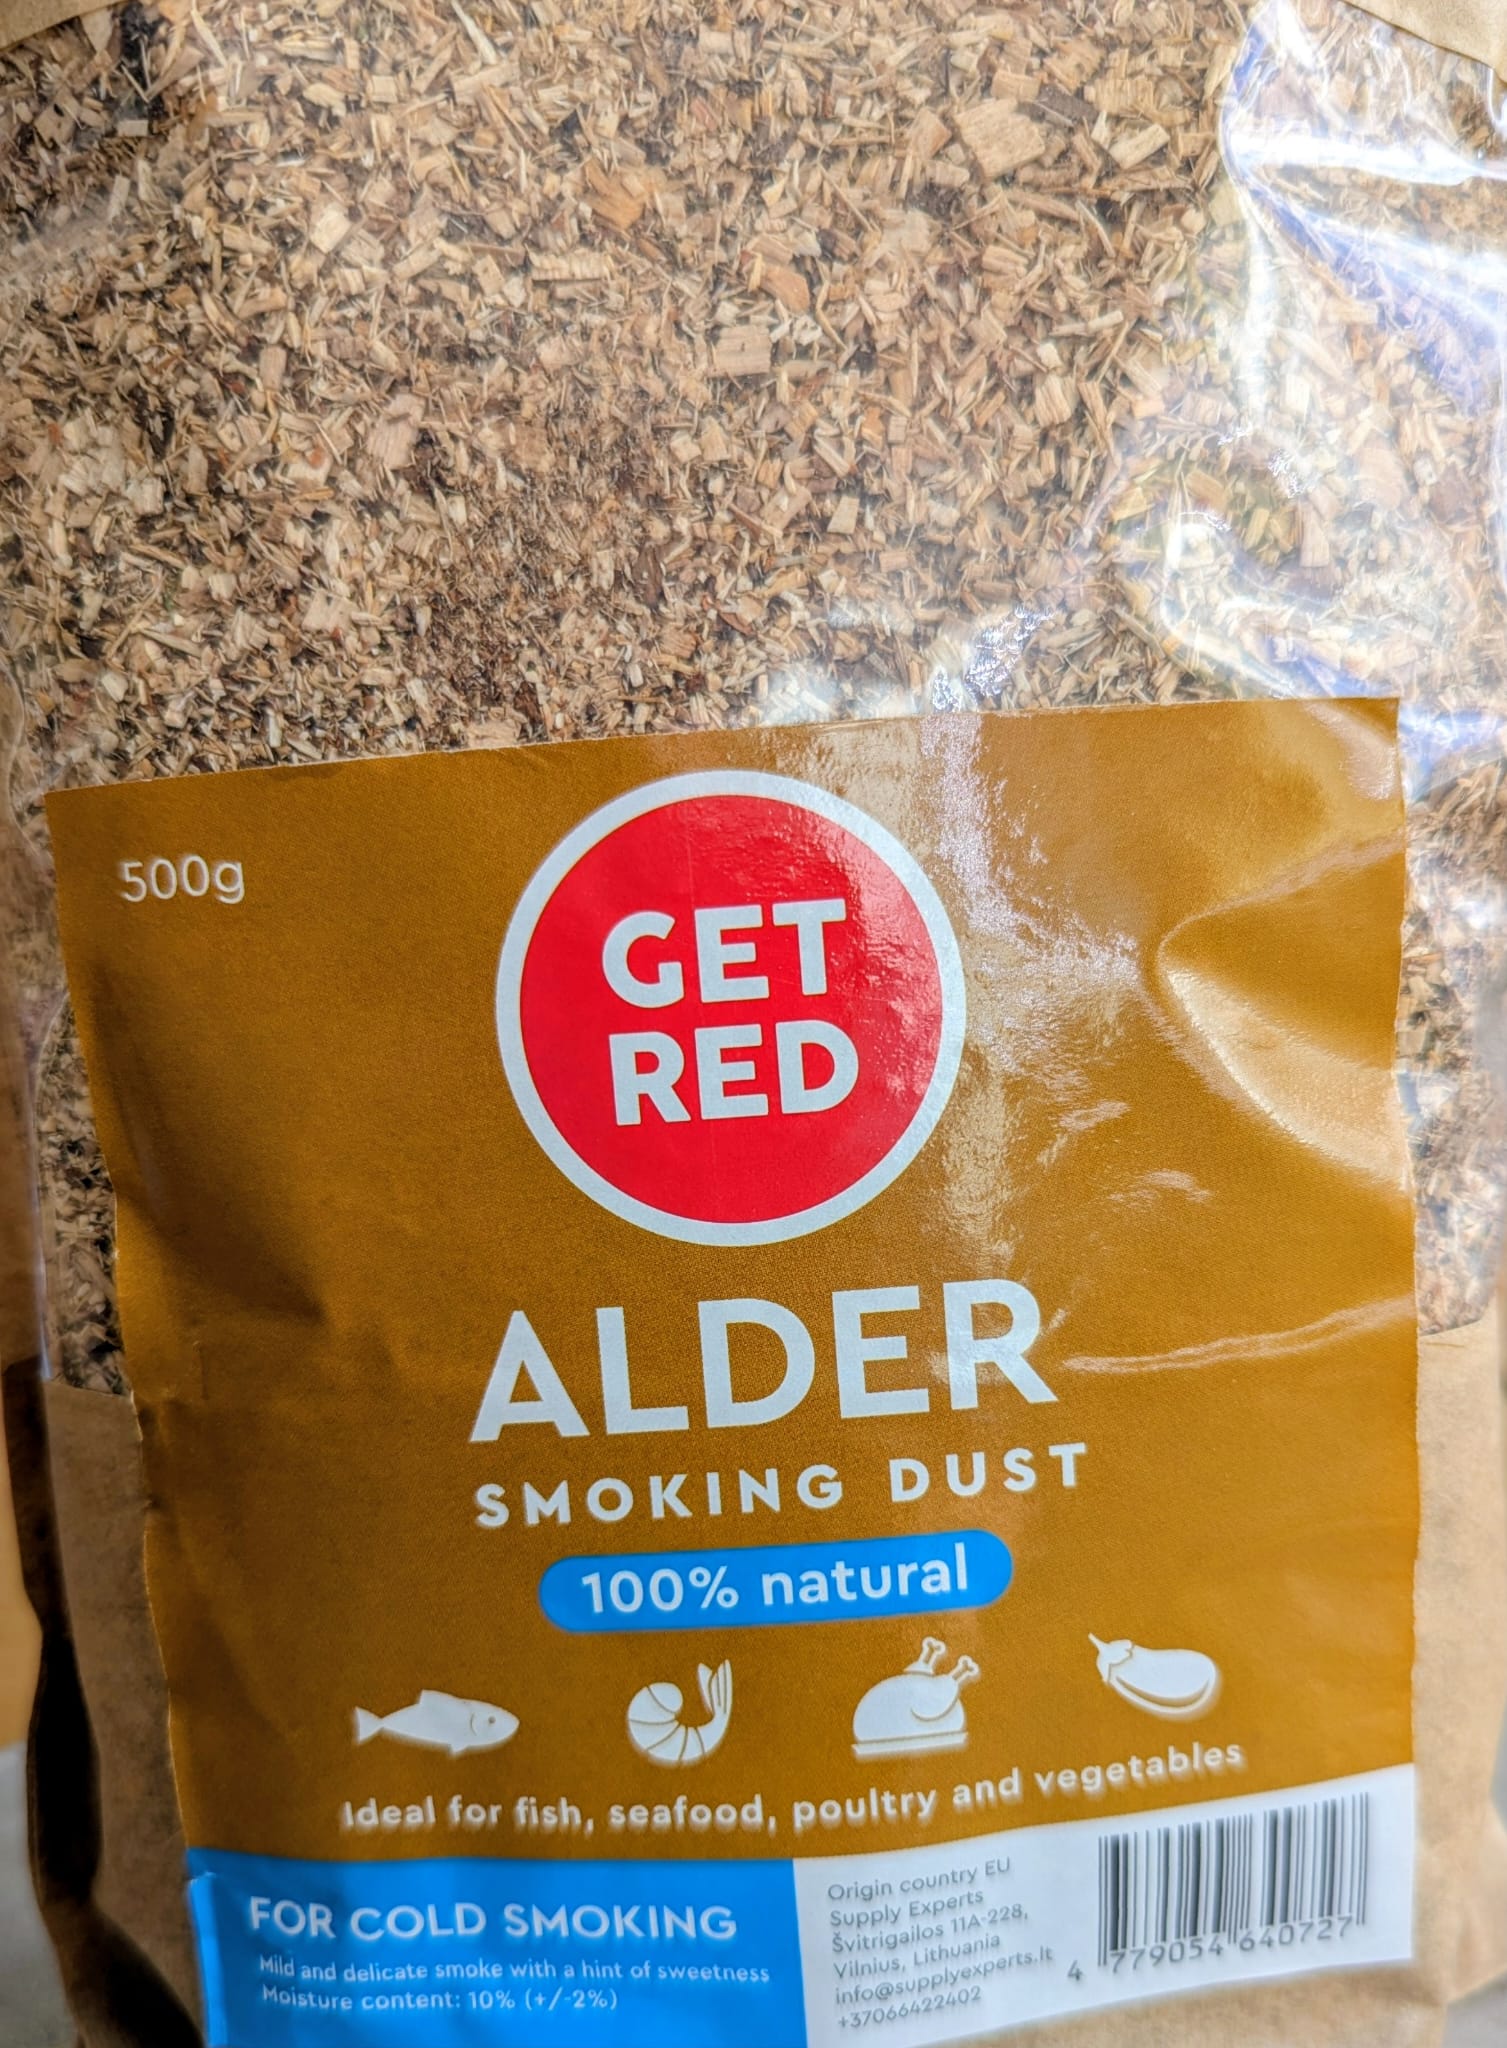 500g
GET
RED
ALDER
SMOKING DUST
100% natural
Ideal for fish, seafood, poultry and vegetables
FOR COLD SMOKING
Mild and delicate smoke with a hint of sweetness
Moisture content: 10% (+/-2%)
Origin country EU
Supply Experts
Švitrigailos 11A-228,
Vilnius, Lithuania
info@supplyexperts.lt
+37066422402
4 779054 640727